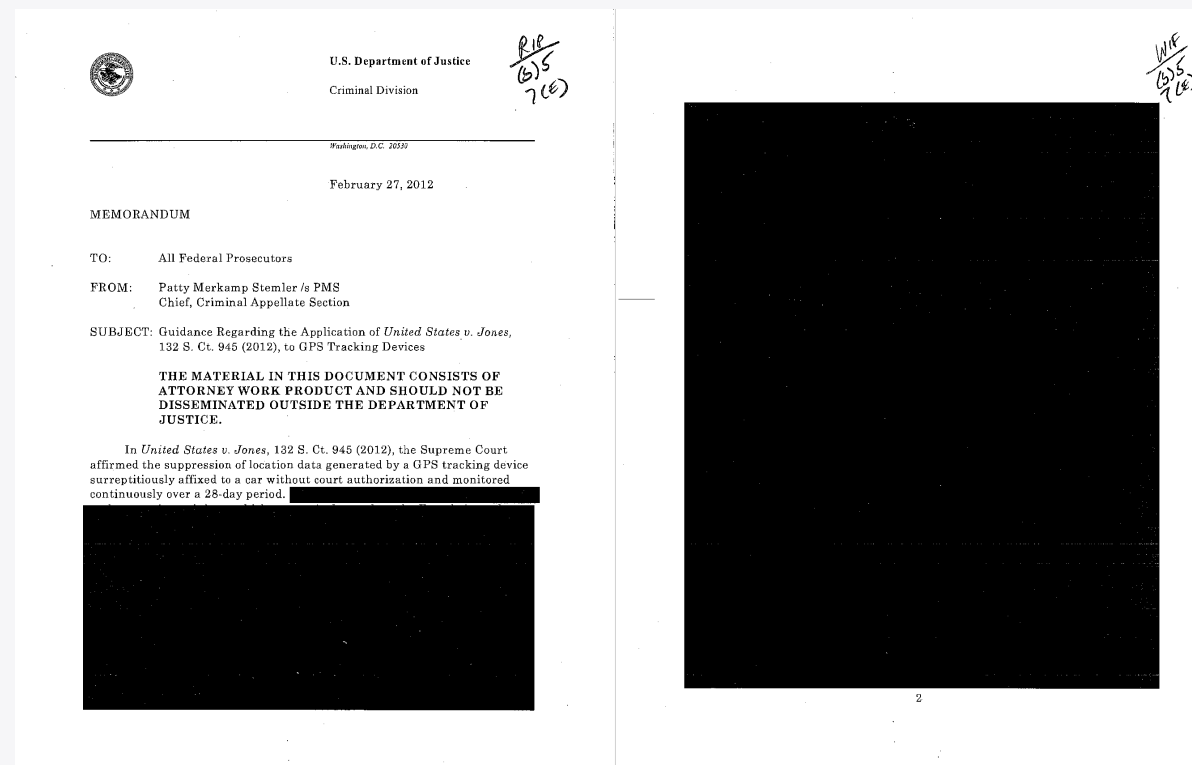 U.S. Department of Justice
Criminal Division
RIP
(b)5
7(E)
Washington, D.C. 20530
February 27, 2012
MEMORANDUM
TO: All Federal Prosecutors
FROM: Patty Merkamp Stemler /s PMS
Chief, Criminal Appellate Section
SUBJECT: Guidance Regarding the Application of United States v. Jones,
132 S. Ct. 945 (2012), to GPS Tracking Devices
THE MATERIAL IN THIS DOCUMENT CONSISTS OF
ATTORNEY WORK PRODUCT AND SHOULD NOT BE
DISSEMINATED OUTSIDE THE DEPARTMENT OF
JUSTICE.
In United States v. Jones, 132 S. Ct. 945 (2012), the Supreme Court
affirmed the suppression of location data generated by a GPS tracking device
surreptitiously affixed to a car without court authorization and monitored
continuously over a 28-day period.
WIF
(b)5
7(E
2